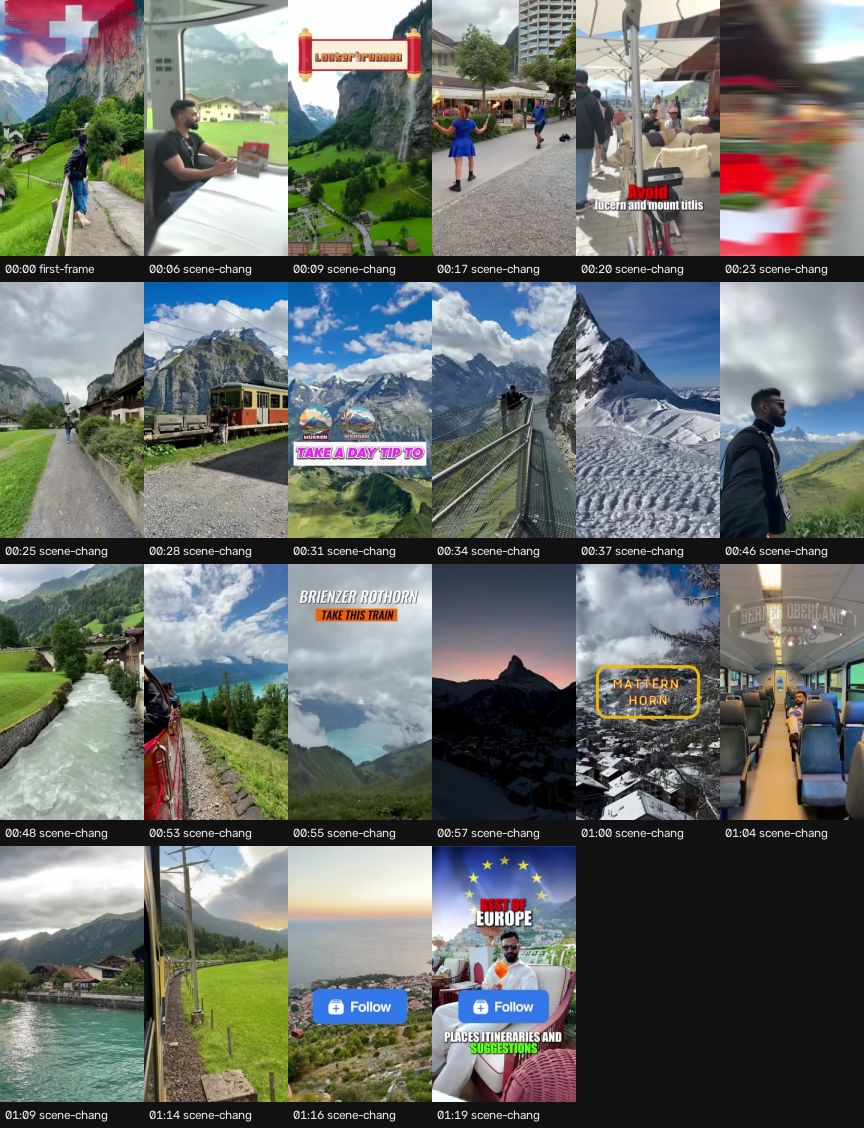 Lauterbrunnen
00:00 first-frame
00:06 scene-chang
00:09 scene-chang
00:17 scene-chang
Avoid
lucern and mount titlis
00:20 scene-chang
00:23 scene-chang
MURREN
WENGEN
TAKE A DAY TIP TO
00:25 scene-chang
00:28 scene-chang
00:31 scene-chang
00:34 scene-chang
00:37 scene-chang
00:46 scene-chang
BRIENZER ROTHORN
TAKE THIS TRAIN
MATTERN
HORN
BERNER OBERLAND
PASS
00:48 scene-chang
00:53 scene-chang
00:55 scene-chang
00:57 scene-chang
01:00 scene-chang
01:04 scene-chang
Follow
BEST OF
EUROPE
Follow
PLACES ITINERARIES AND
SUGGESTIONS
01:09 scene-chang
01:14 scene-chang
01:16 scene-chang
01:19 scene-chang